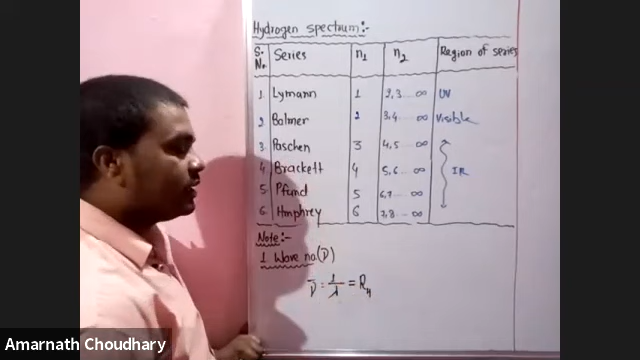 Hydrogen spectrum:-
S. No. Series n1 n2 Region of series
1. Lymann 1 2,3....∞ UV
2 Balmer 2 3,4....∞ Visible
3. Paschen 3 4,5....∞
4. Brackett 4 5,6....∞ IR
5. Pfund 5 6,7....∞
6. Hmphrey 6 7,8....∞
Note:-
1 Wave no.(ν̄)
ν̄ = 1/λ = RH
Amarnath Choudhary